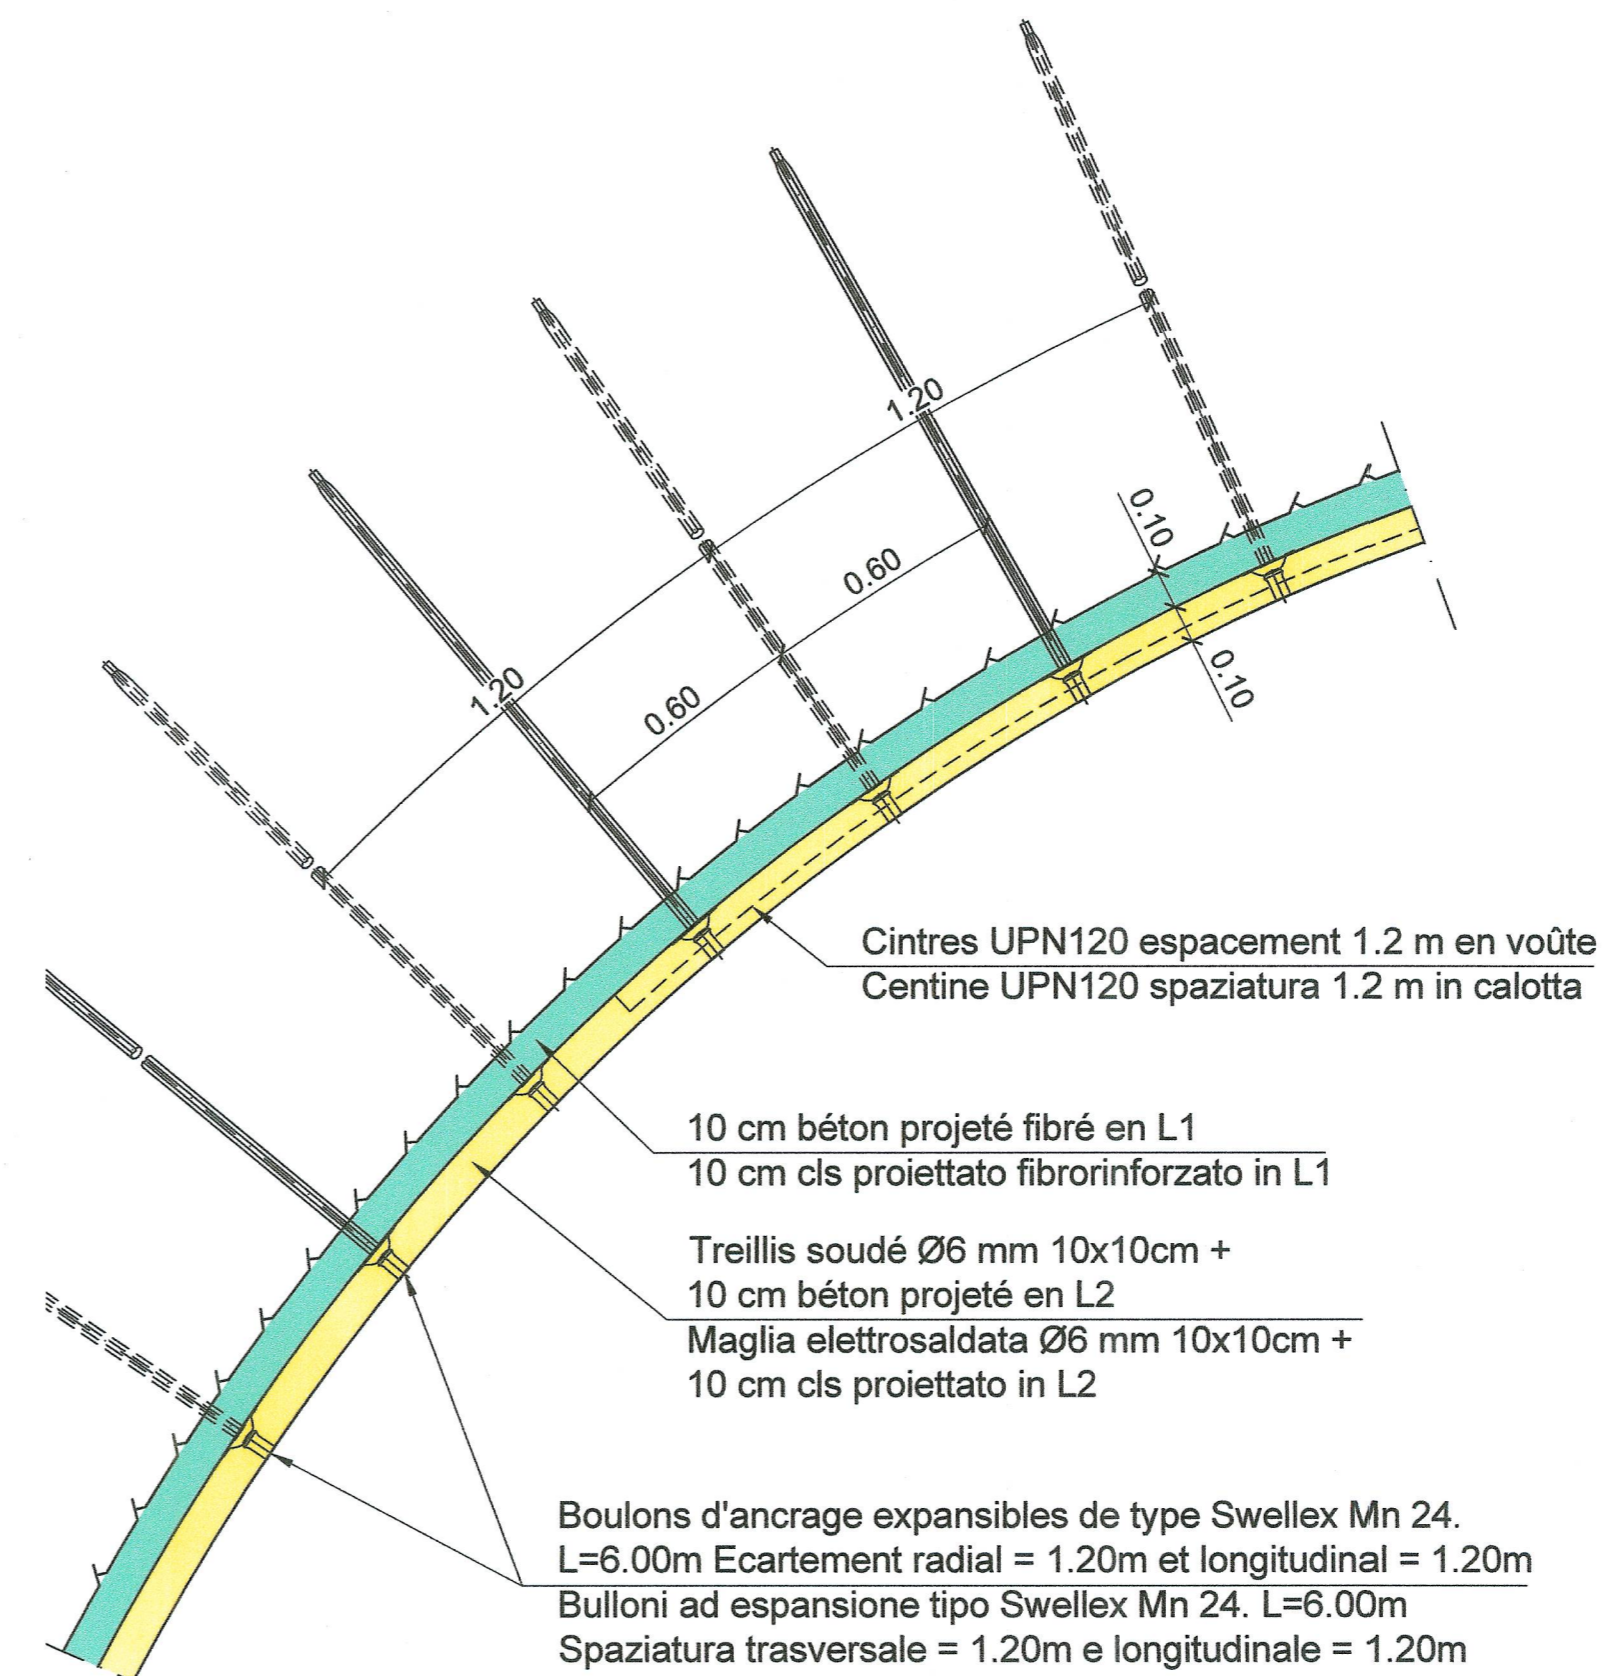 1.20
0.10
0.60
1.20
0.60
0.10
Cintres UPN120 espacement 1.2 m en voûte
Centine UPN120 spaziatura 1.2 m in calotta
10 cm béton projeté fibré en L1
10 cm cls proiettato fibrorinforzato in L1
Treillis soudé Ø6 mm 10x10cm +
10 cm béton projeté en L2
Maglia elettrosaldata Ø6 mm 10x10cm +
10 cm cls proiettato in L2
Boulons d'ancrage expansibles de type Swellex Mn 24.
L=6.00m Ecartement radial = 1.20m et longitudinal = 1.20m
Bulloni ad espansione tipo Swellex Mn 24. L=6.00m
Spaziatura trasversale = 1.20m e longitudinale = 1.20m